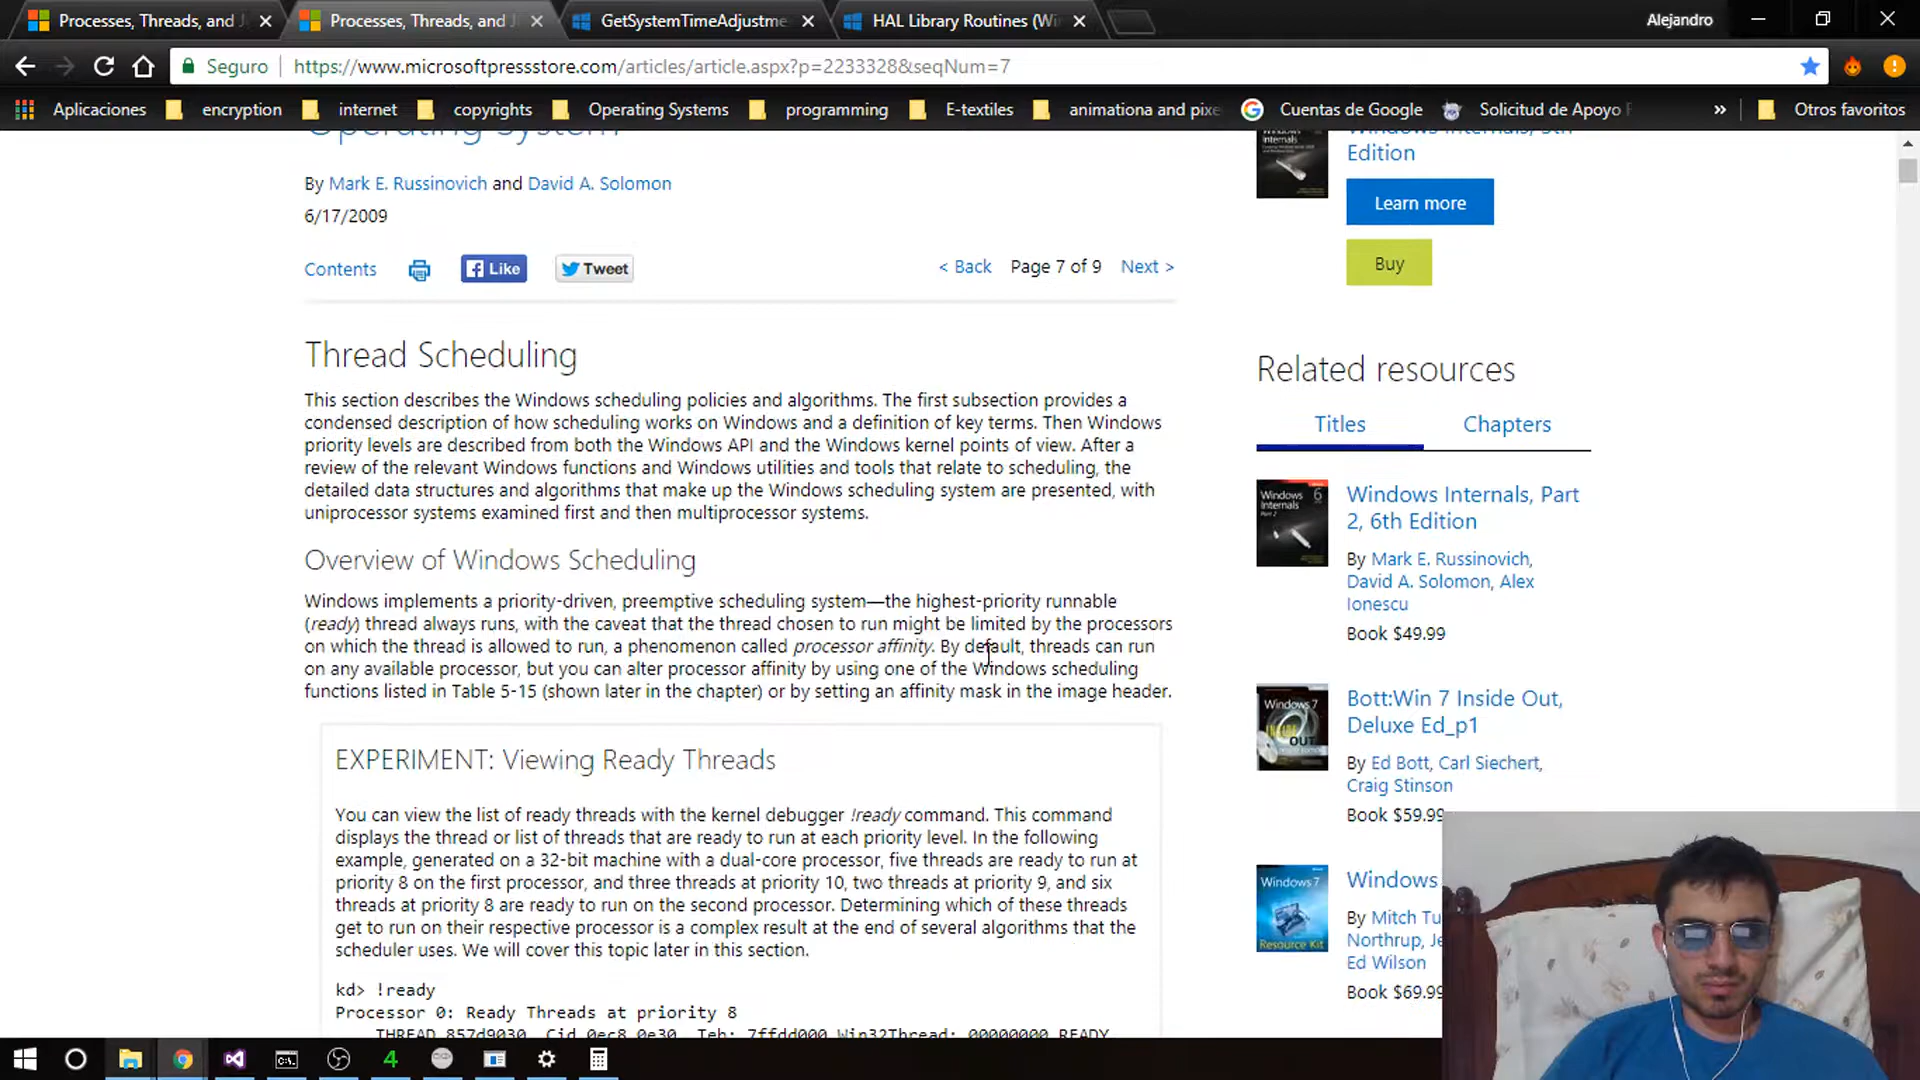 Processes, Threads, and J
Processes, Threads, and J
GetSystemTimeAdjustme
HAL Library Routines (Wi
Alejandro
Seguro
https://www.microsoftpressstore.com/articles/article.aspx?p=2233328&seqNum=7
Aplicaciones
encryption
internet
copyrights
Operating Systems
programming
E-textiles
animationa and pixe
Cuentas de Google
Solicitud de Apoyo
»
Otros favoritos
Operating System
By Mark E. Russinovich and David A. Solomon
6/17/2009
Contents
Like
Tweet
< Back Page 7 of 9 Next >
Thread Scheduling
This section describes the Windows scheduling policies and algorithms. The first subsection provides a
condensed description of how scheduling works on Windows and a definition of key terms. Then Windows
priority levels are described from both the Windows API and the Windows kernel points of view. After a
review of the relevant Windows functions and Windows utilities and tools that relate to scheduling, the
detailed data structures and algorithms that make up the Windows scheduling system are presented, with
uniprocessor systems examined first and then multiprocessor systems.
Overview of Windows Scheduling
Windows implements a priority-driven, preemptive scheduling system—the highest-priority runnable
(ready) thread always runs, with the caveat that the thread chosen to run might be limited by the processors
on which the thread is allowed to run, a phenomenon called processor affinity. By default, threads can run
on any available processor, but you can alter processor affinity by using one of the Windows scheduling
functions listed in Table 5-15 (shown later in the chapter) or by setting an affinity mask in the image header.
EXPERIMENT: Viewing Ready Threads
You can view the list of ready threads with the kernel debugger !ready command. This command
displays the thread or list of threads that are ready to run at each priority level. In the following
example, generated on a 32-bit machine with a dual-core processor, five threads are ready to run at
priority 8 on the first processor, and three threads at priority 10, two threads at priority 9, and six
threads at priority 8 are ready to run on the second processor. Determining which of these threads
get to run on their respective processor is a complex result at the end of several algorithms that the
scheduler uses. We will cover this topic later in this section.
kd> !ready
Processor 0: Ready Threads at priority 8
THREAD 857d9030 Cid 0ec8.0e30 Teb: 7ffdd000 Win32Thread: 00000000 READY
Windows Internals, 5th
Edition
Learn more
Buy
Related resources
Titles
Chapters
Windows
Internals
6
Part 2
Windows Internals, Part
2, 6th Edition
By Mark E. Russinovich,
David A. Solomon, Alex
Ionescu
Book $49.99
Windows 7
INSIDE
OUT
Bott:Win 7 Inside Out,
Deluxe Ed_p1
By Ed Bott, Carl Siechert,
Craig Stinson
Book $59.99
Windows 7
Resource Kit
Windows
By Mitch Tu
Northrup, Je
Ed Wilson
Book $69.99
4